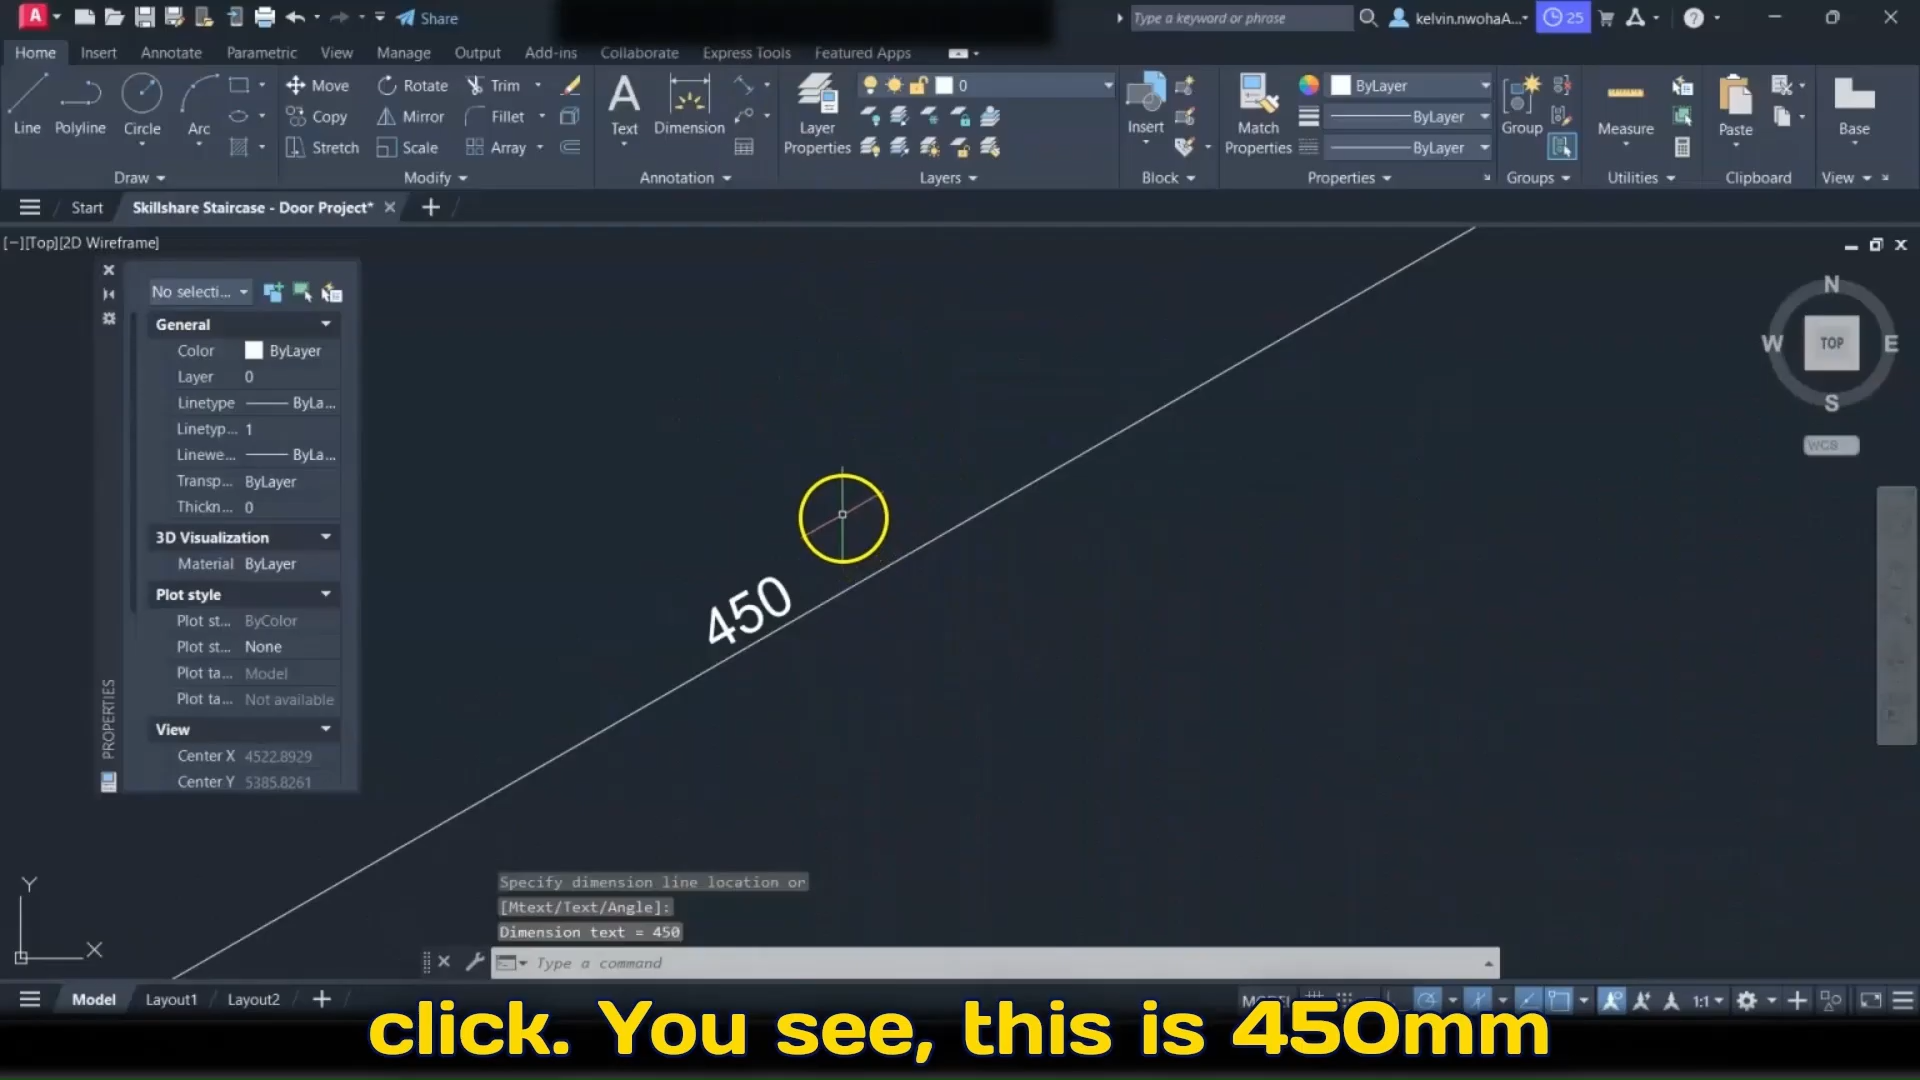 A
Share
Type a keyword or phrase
kelvin.nwohaA...
25
Home Insert Annotate Parametric View Manage Output Add-ins Collaborate Express Tools Featured Apps
Line Polyline Circle Arc
Move Rotate Trim
Copy Mirror Fillet
Stretch Scale Array
Text Dimension
Layer Properties
0
Insert
Match Properties
ByLayer
ByLayer
ByLayer
Group
Measure
Paste
Base
Draw Modify Annotation Layers Block Properties Groups Utilities Clipboard View
Start Skillshare Staircase - Door Project*
[−][Top][2D Wireframe]
No selecti...
General
Color ByLayer
Layer 0
Linetype ByLa...
Linetyp... 1
Linewe... ByLa...
Transp... ByLayer
Thickn... 0
3D Visualization
Material ByLayer
Plot style
Plot st... ByColor
Plot st... None
Plot ta... Model
Plot ta... Not available
View
Center X 4522.8929
Center Y 5385.8261
PROPERTIES
N
W TOP E
S
WCS
450
Y
X
Specify dimension line location or
[Mtext/Text/Angle]:
Dimension text = 450
Type a command
Model Layout1 Layout2
MODEL
1:1
click. You see, this is 450mm